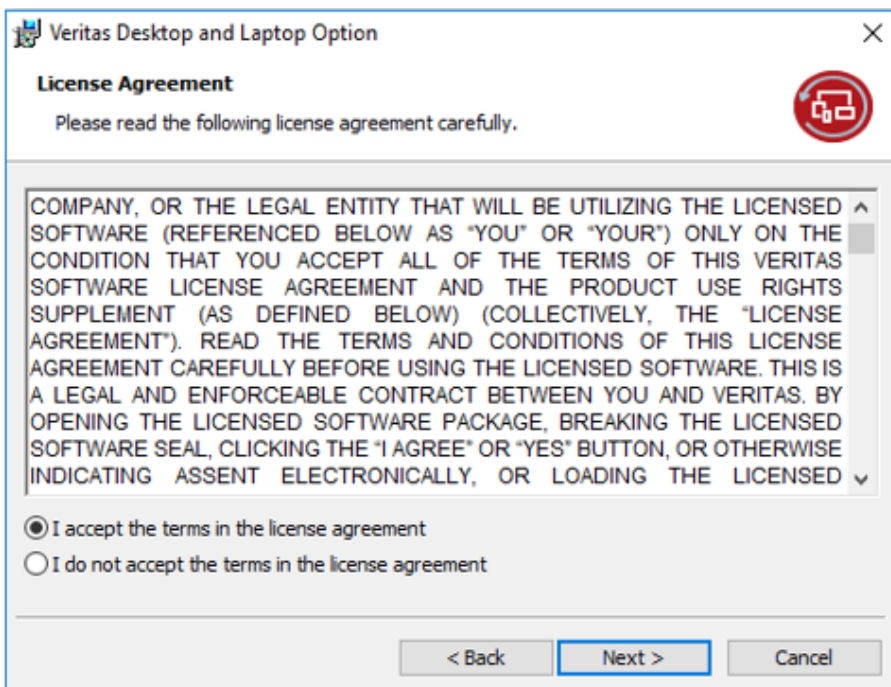 Veritas Desktop and Laptop Option
License Agreement
Please read the following license agreement carefully.
COMPANY, OR THE LEGAL ENTITY THAT WILL BE UTILIZING THE LICENSED
SOFTWARE (REFERENCED BELOW AS “YOU” OR “YOUR”) ONLY ON THE
CONDITION THAT YOU ACCEPT ALL OF THE TERMS OF THIS VERITAS
SOFTWARE LICENSE AGREEMENT AND THE PRODUCT USE RIGHTS
SUPPLEMENT (AS DEFINED BELOW) (COLLECTIVELY, THE “LICENSE
AGREEMENT”). READ THE TERMS AND CONDITIONS OF THIS LICENSE
AGREEMENT CAREFULLY BEFORE USING THE LICENSED SOFTWARE. THIS IS
A LEGAL AND ENFORCEABLE CONTRACT BETWEEN YOU AND VERITAS. BY
OPENING THE LICENSED SOFTWARE PACKAGE, BREAKING THE LICENSED
SOFTWARE SEAL, CLICKING THE “I AGREE” OR “YES” BUTTON, OR OTHERWISE
INDICATING ASSENT ELECTRONICALLY, OR LOADING THE LICENSED
I accept the terms in the license agreement
I do not accept the terms in the license agreement
< Back Next > Cancel